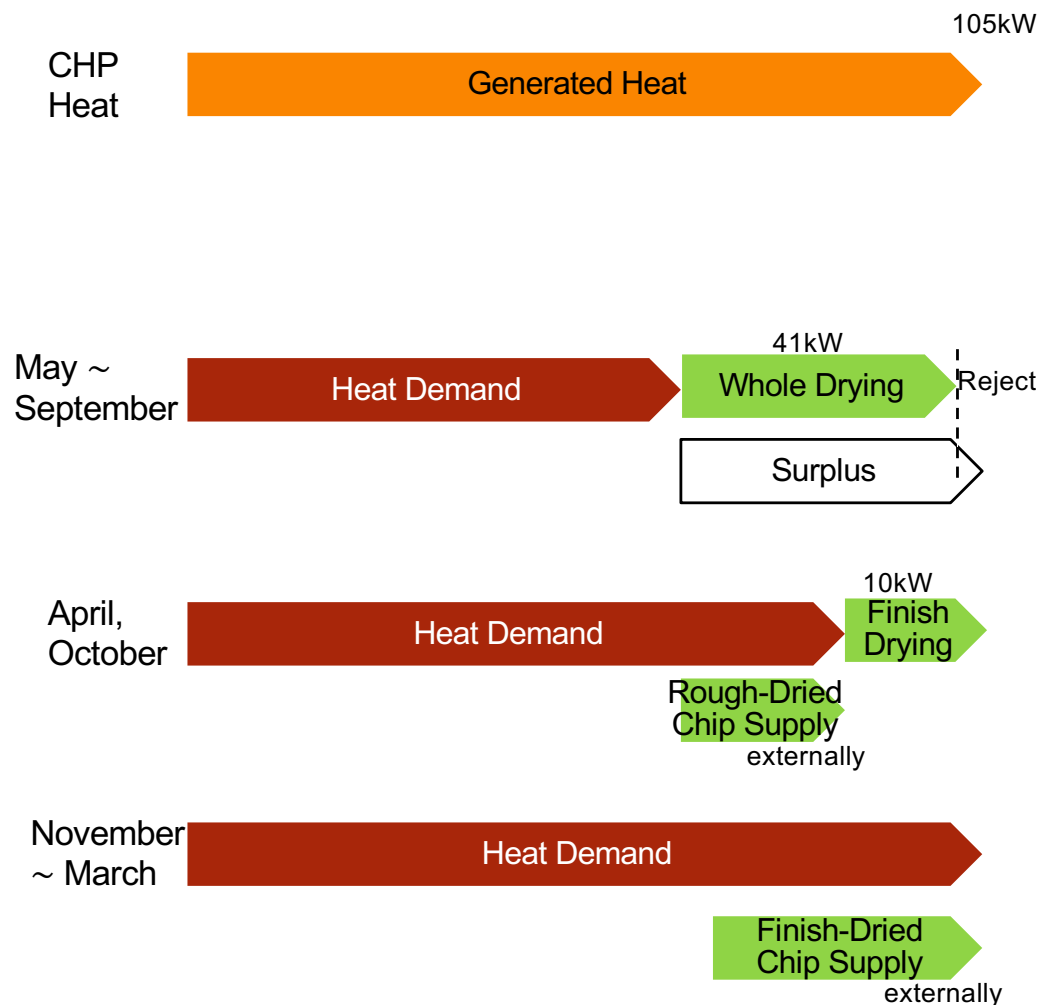 105kW
CHP
Heat
Generated Heat
May ~
September
Heat Demand
41kW
Whole Drying
Reject
Surplus
April,
October
Heat Demand
10kW
Finish
Drying
Rough-Dried
Chip Supply
externally
November
~ March
Heat Demand
Finish-Dried
Chip Supply
externally